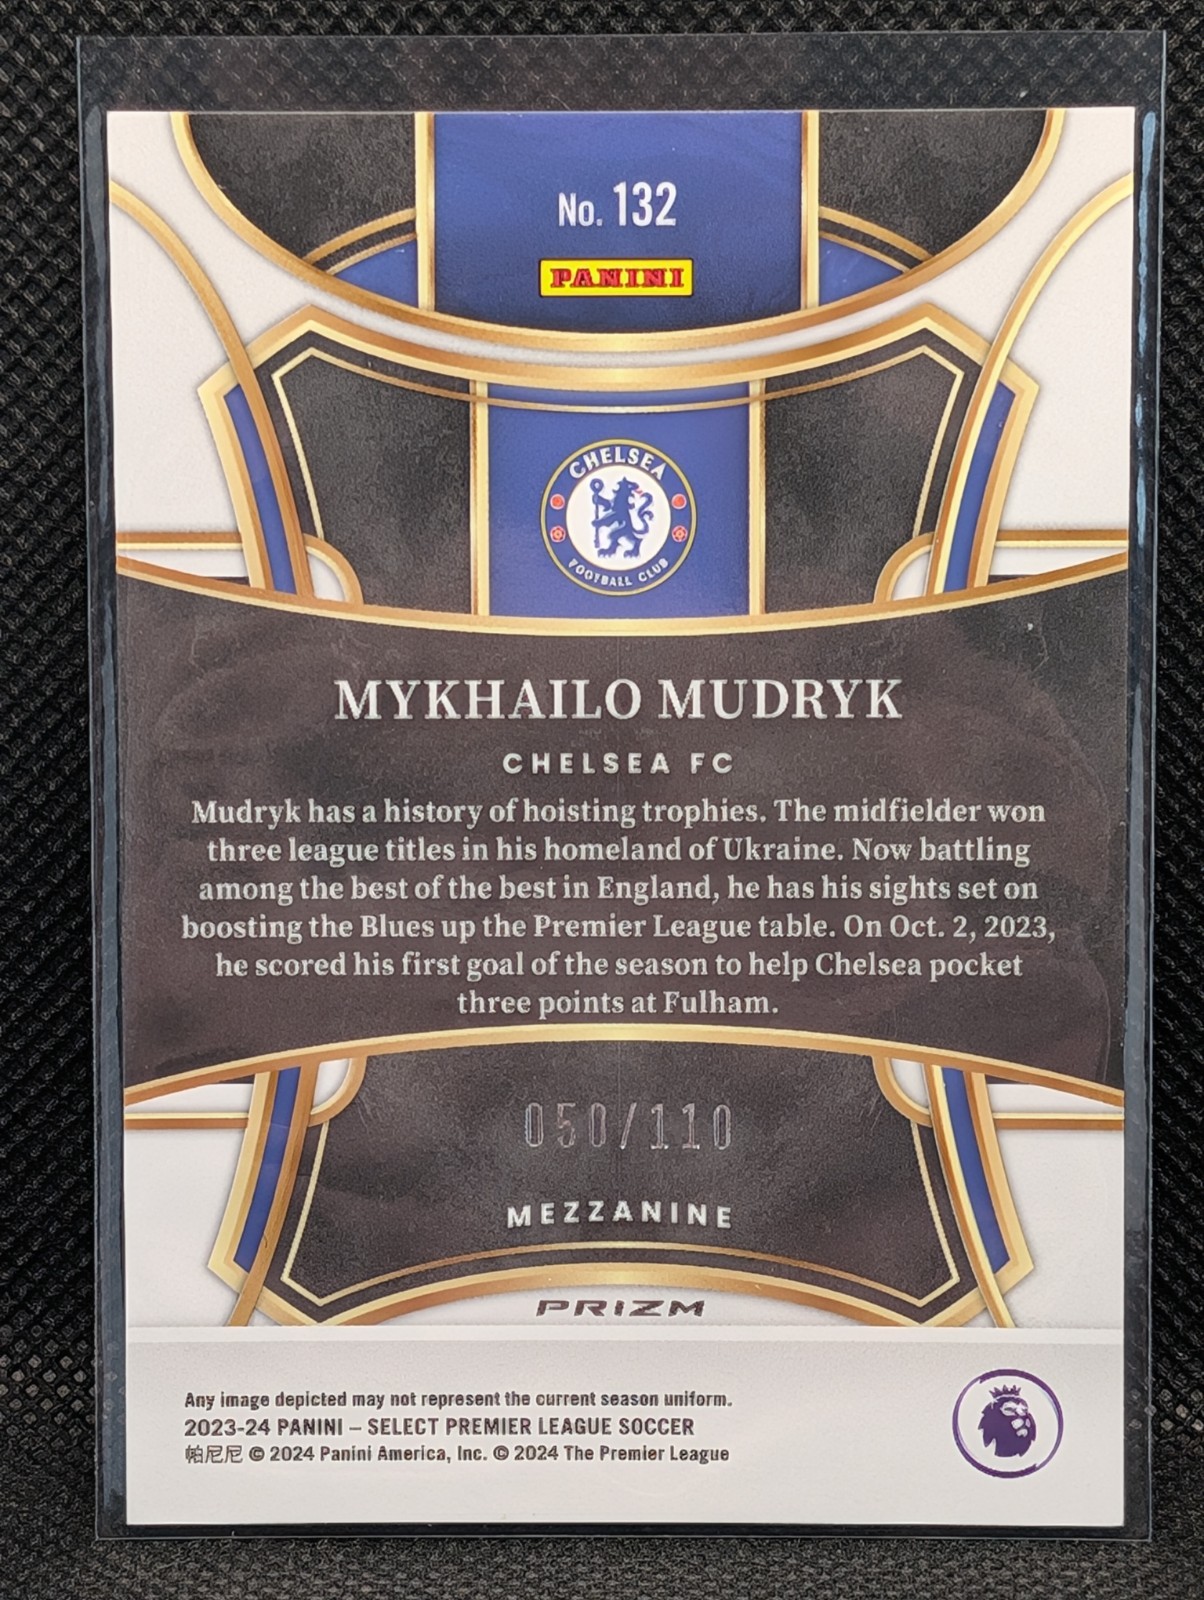 No. 132
PANINI
CHELSEA
FOOTBALL CLUB
MYKHAILO MUDRYK
CHELSEA FC
Mudryk has a history of hoisting trophies. The midfielder won
three league titles in his homeland of Ukraine. Now battling
among the best of the best in England, he has his sights set on
boosting the Blues up the Premier League table. On Oct. 2, 2023,
he scored his first goal of the season to help Chelsea pocket
three points at Fulham.
050/110
MEZZANINE
PRIZM
Any image depicted may not represent the current season uniform.
2023-24 PANINI – SELECT PREMIER LEAGUE SOCCER
帕尼尼 © 2024 Panini America, Inc. © 2024 The Premier League